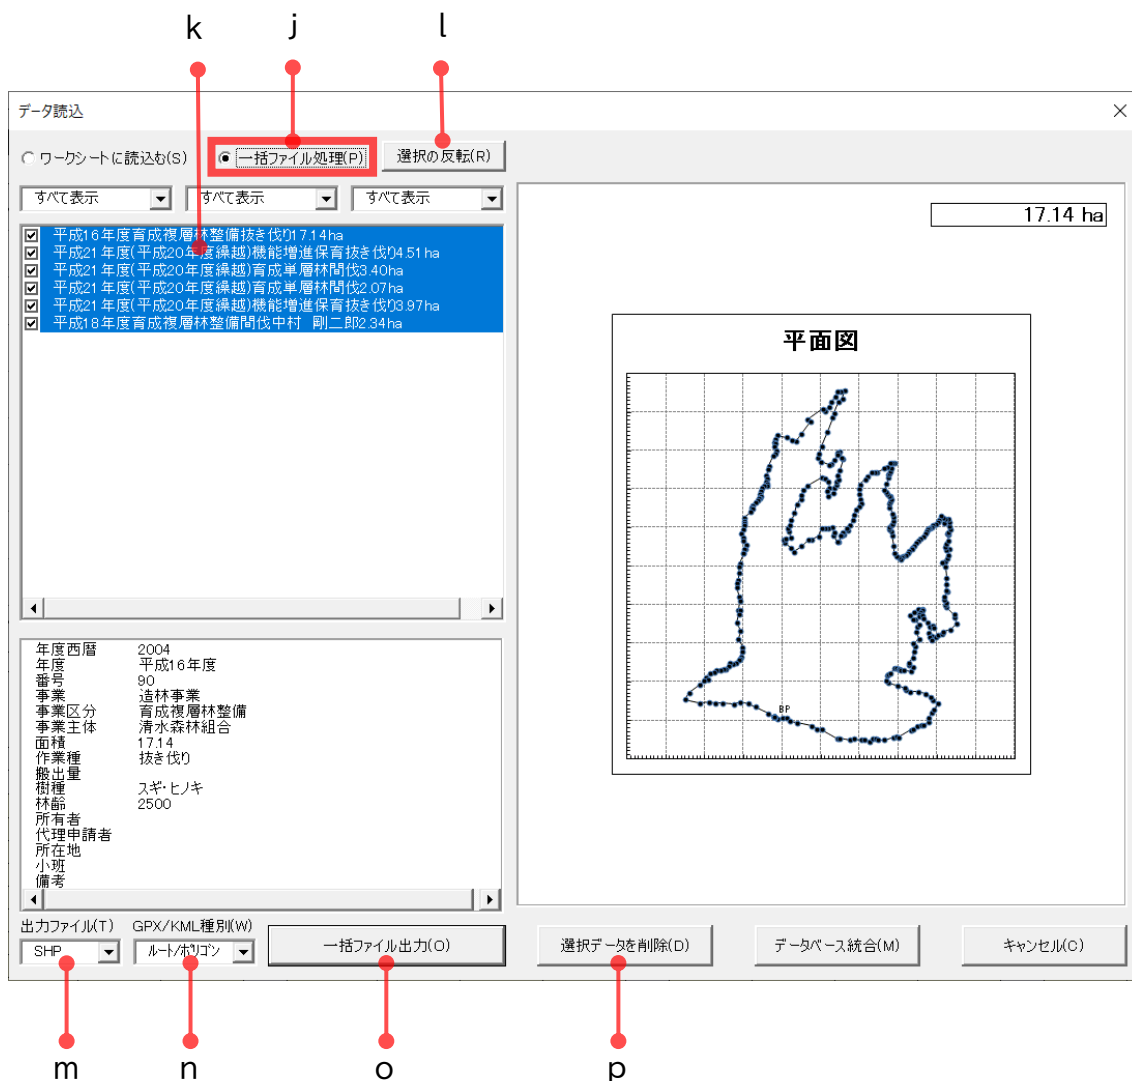 k j l
データ読込
ワークシートに読込む(S) 一括ファイル処理(P) 選択の反転(R)
すべて表示 すべて表示 すべて表示
17.14 ha
平成16年度育成複層林整備抜き伐り17.14ha
平成21年度(平成20年度繰越)機能増進保育抜き伐り4.51ha
平成21年度(平成20年度繰越)育成単層林間伐3.40ha
平成21年度(平成20年度繰越)育成単層林間伐2.07ha
平成21年度(平成20年度繰越)機能増進保育抜き伐り3.97ha
平成18年度育成複層林整備間伐中村 剛二郎2.34ha
平面図
BP
年度西暦 2004
年度 平成16年度
番号 90
事業 造林事業
事業区分 育成複層林整備
事業主体 清水森林組合
面積 17.14
作業種 抜き伐り
搬出量
樹種 スギ・ヒノキ
林齢 2500
所有者
代理申請者
所在地
小班
備考
出力ファイル(T) GPX/KML種別(W)
SHP ルート/ポリゴン 一括ファイル出力(O) 選択データを削除(D) データベース統合(M) キャンセル(C)
m n o p